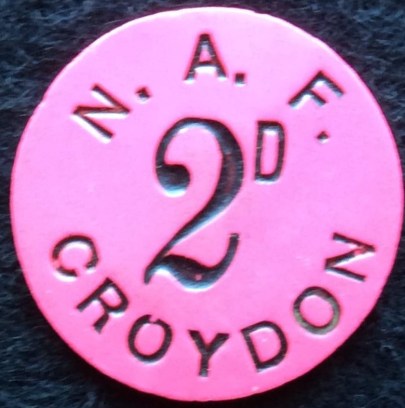 N. A. F.
2D
CROYDON